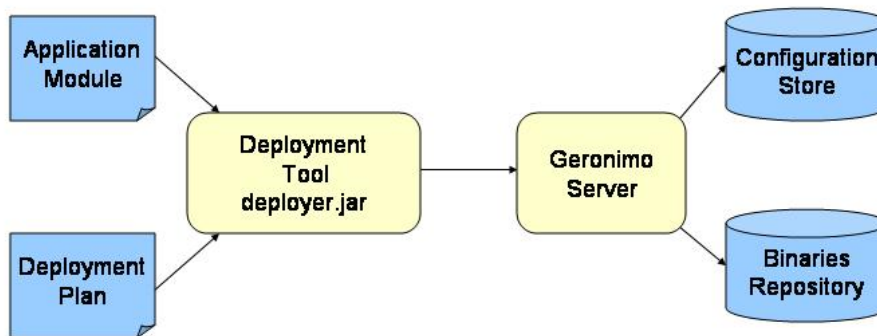 Application
Module
Deployment
Plan
Deployment
Tool
deployer.jar
Geronimo
Server
Configuration
Store
Binaries
Repository